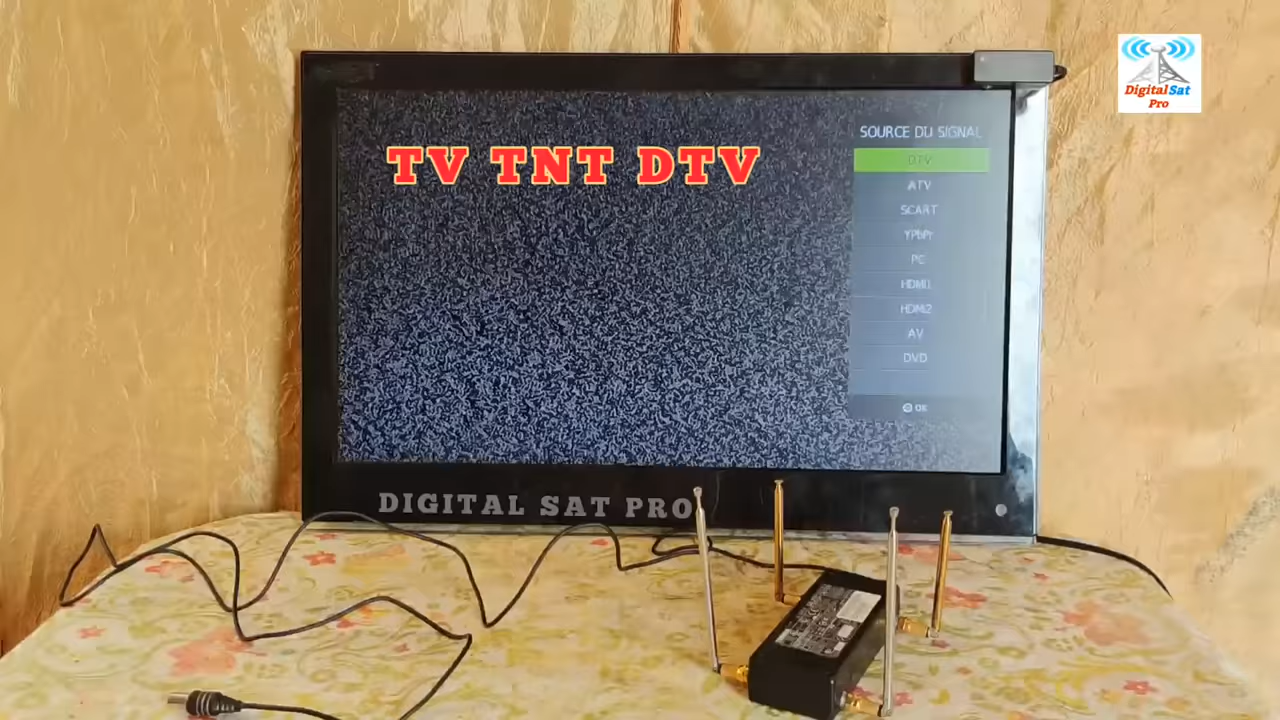 DigitalSat
Pro
SOURCE DU SIGNAL
TV TNT DTV
DTV
ATV
SCART
YPbPr
PC
HDMI1
HDMI2
AV
DVD
OK
DIGITAL SAT PRO